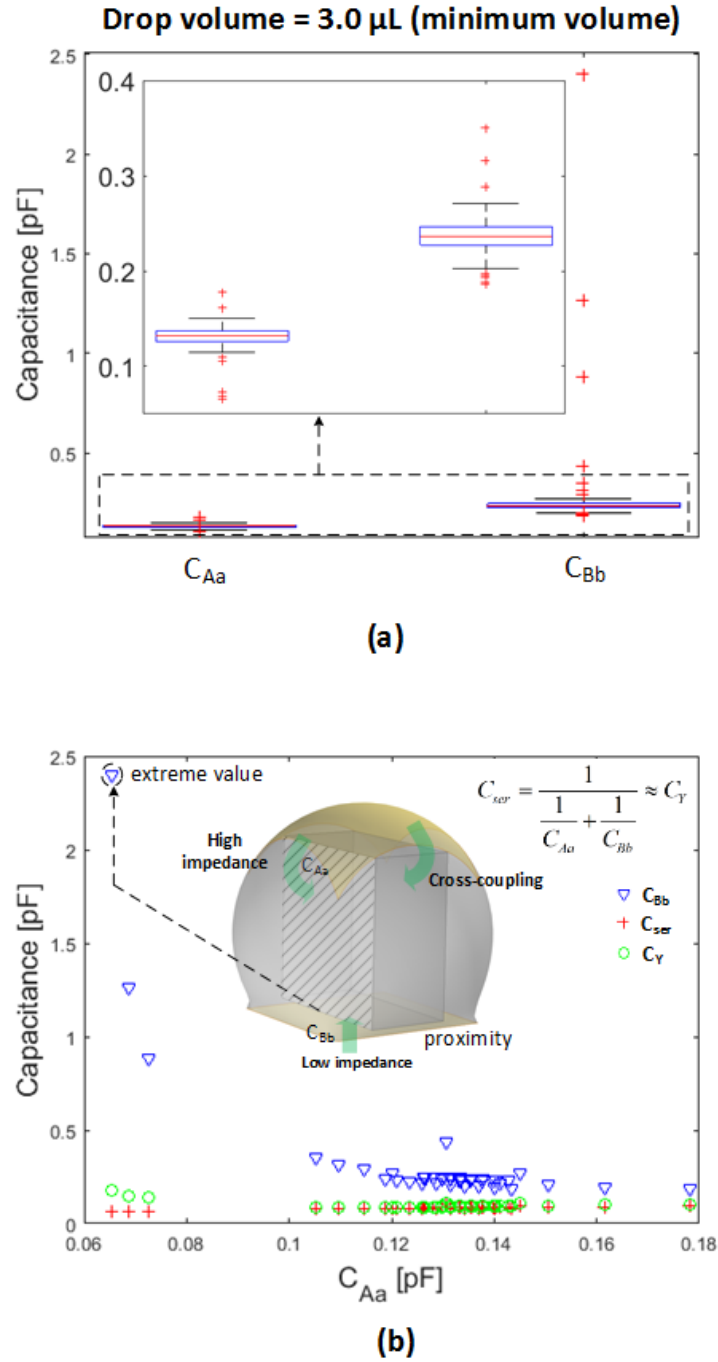 Drop volume = 3.0 µL (minimum volume)
2.5
2
1.5
1
0.5
Capacitance [pF]
0.4
0.3
0.2
0.1
C_Aa
C_Bb
(a)
2.5
2
1.5
1
0.5
0
Capacitance [pF]
extreme value
C_ser = 1 / (1/C_Aa + 1/C_Bb) ≈ C_Y
High
impedance
C_Aa
Cross-coupling
C_Bb
C_ser
C_Y
C_Bb
proximity
Low impedance
0.06
0.08
0.1
0.12
0.14
0.16
0.18
C_Aa [pF]
(b)